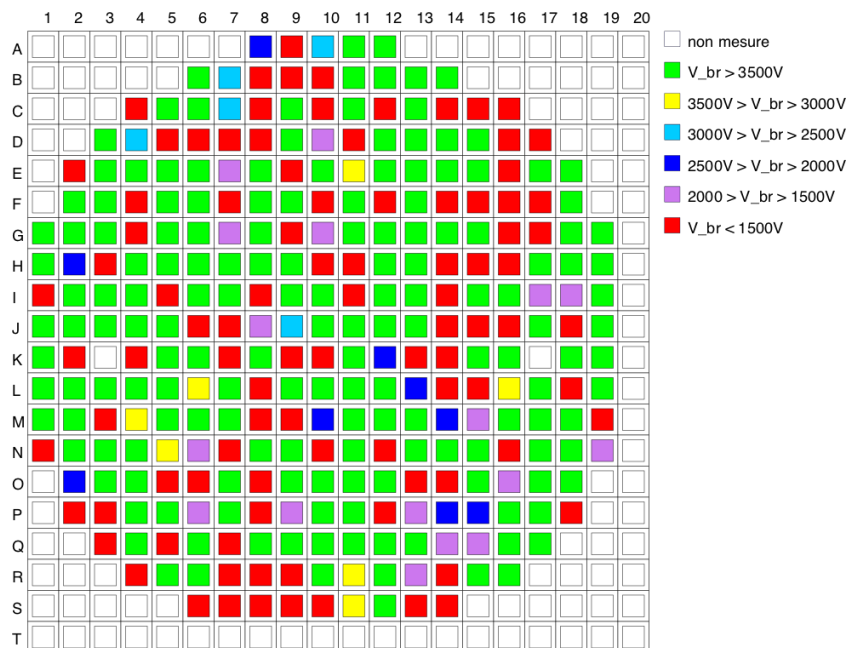 1 2 3 4 5 6 7 8 9 10 11 12 13 14 15 16 17 18 19 20
A
B
C
D
E
F
G
H
I
J
K
L
M
N
O
P
Q
R
S
T
non mesure
V_br > 3500V
3500V > V_br > 3000V
3000V > V_br > 2500V
2500V > V_br > 2000V
2000 > V_br > 1500V
V_br < 1500V